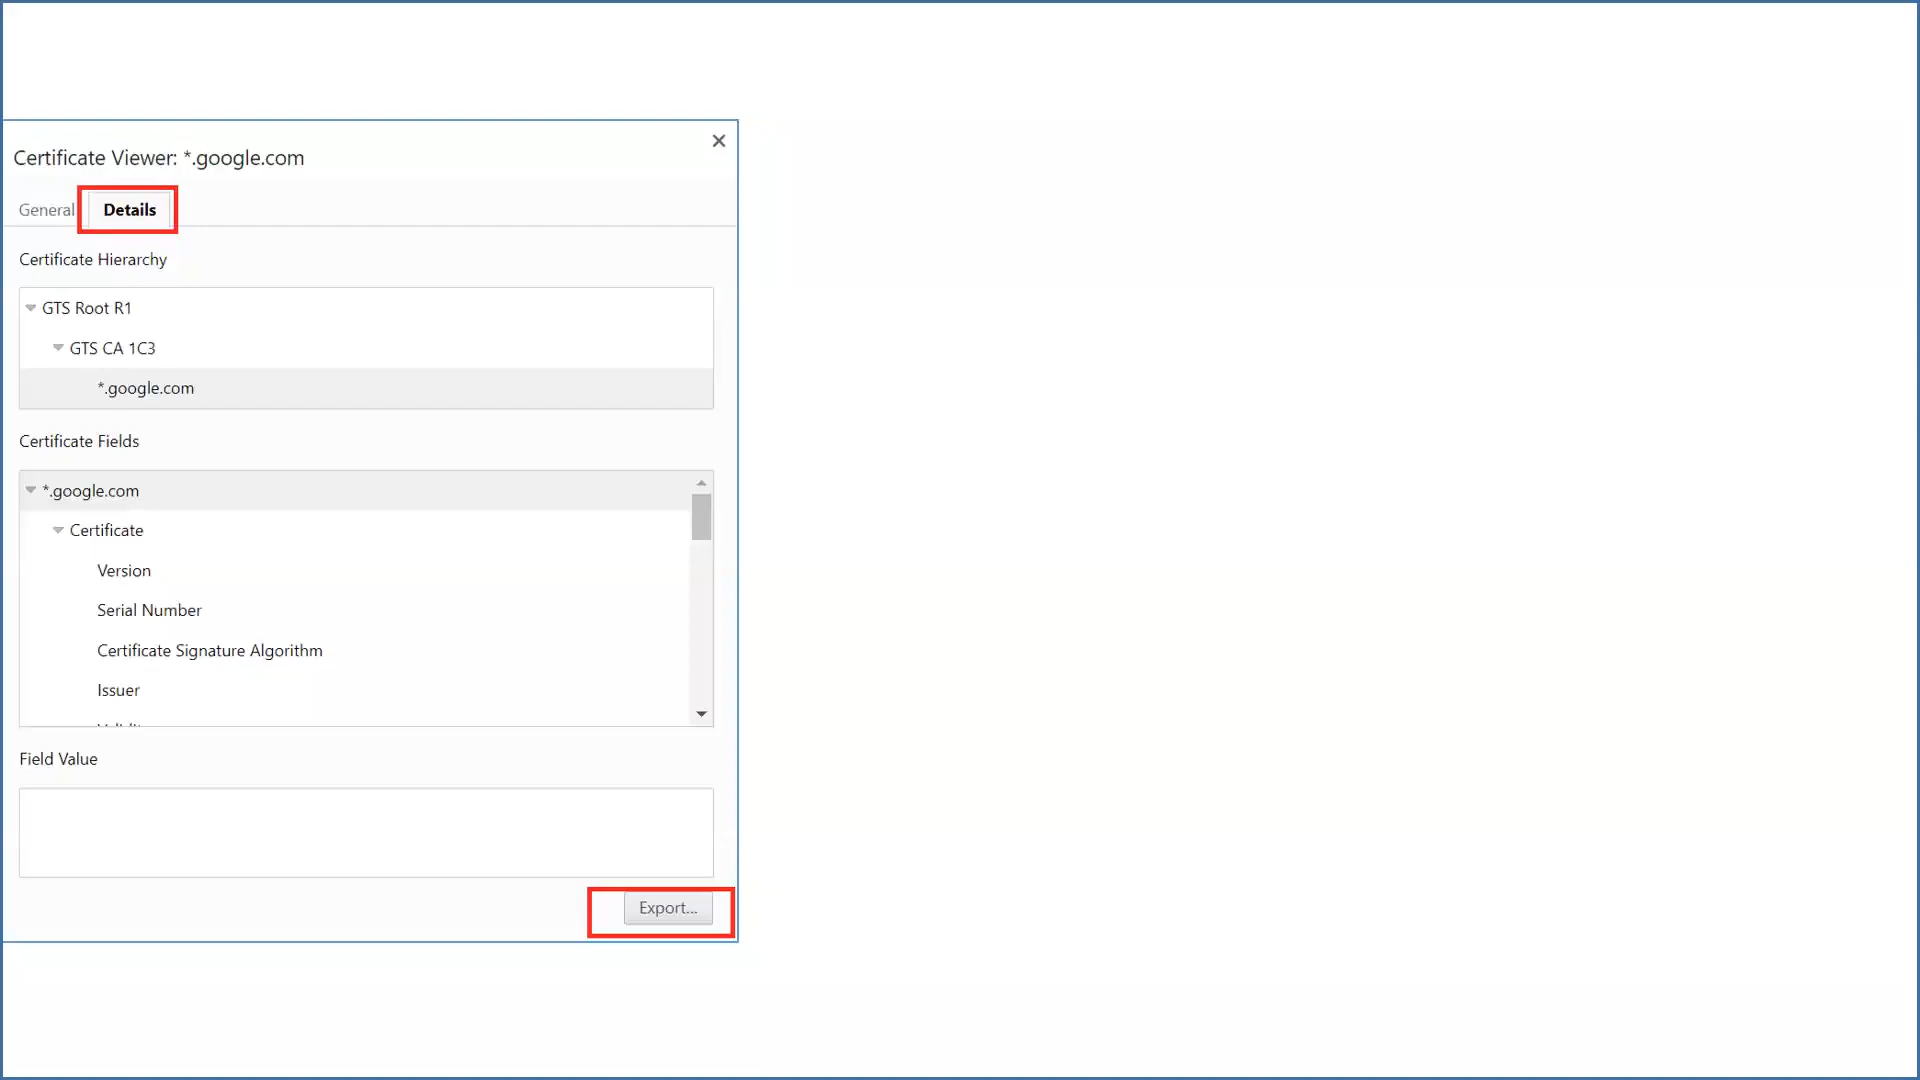 Certificate Viewer: *.google.com
General Details
Certificate Hierarchy
GTS Root R1
GTS CA 1C3
*.google.com
Certificate Fields
*.google.com
Certificate
Version
Serial Number
Certificate Signature Algorithm
Issuer
Field Value
Export...